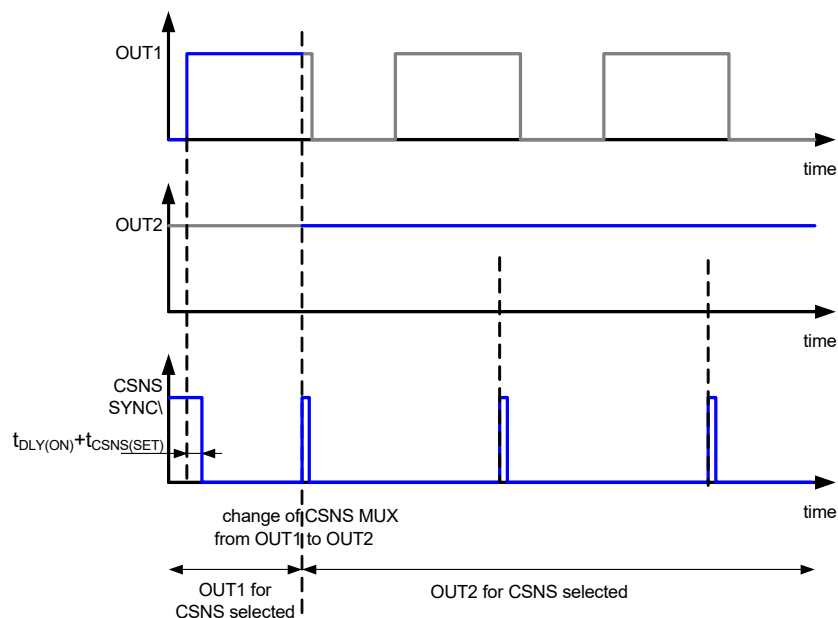 OUT1
time
OUT2
time
CSNS
SYNC\
tDLY(ON)+tCSNS(SET)
time
change of CSNS MUX
from OUT1 to OUT2
OUT1 for
CSNS selected
OUT2 for CSNS selected